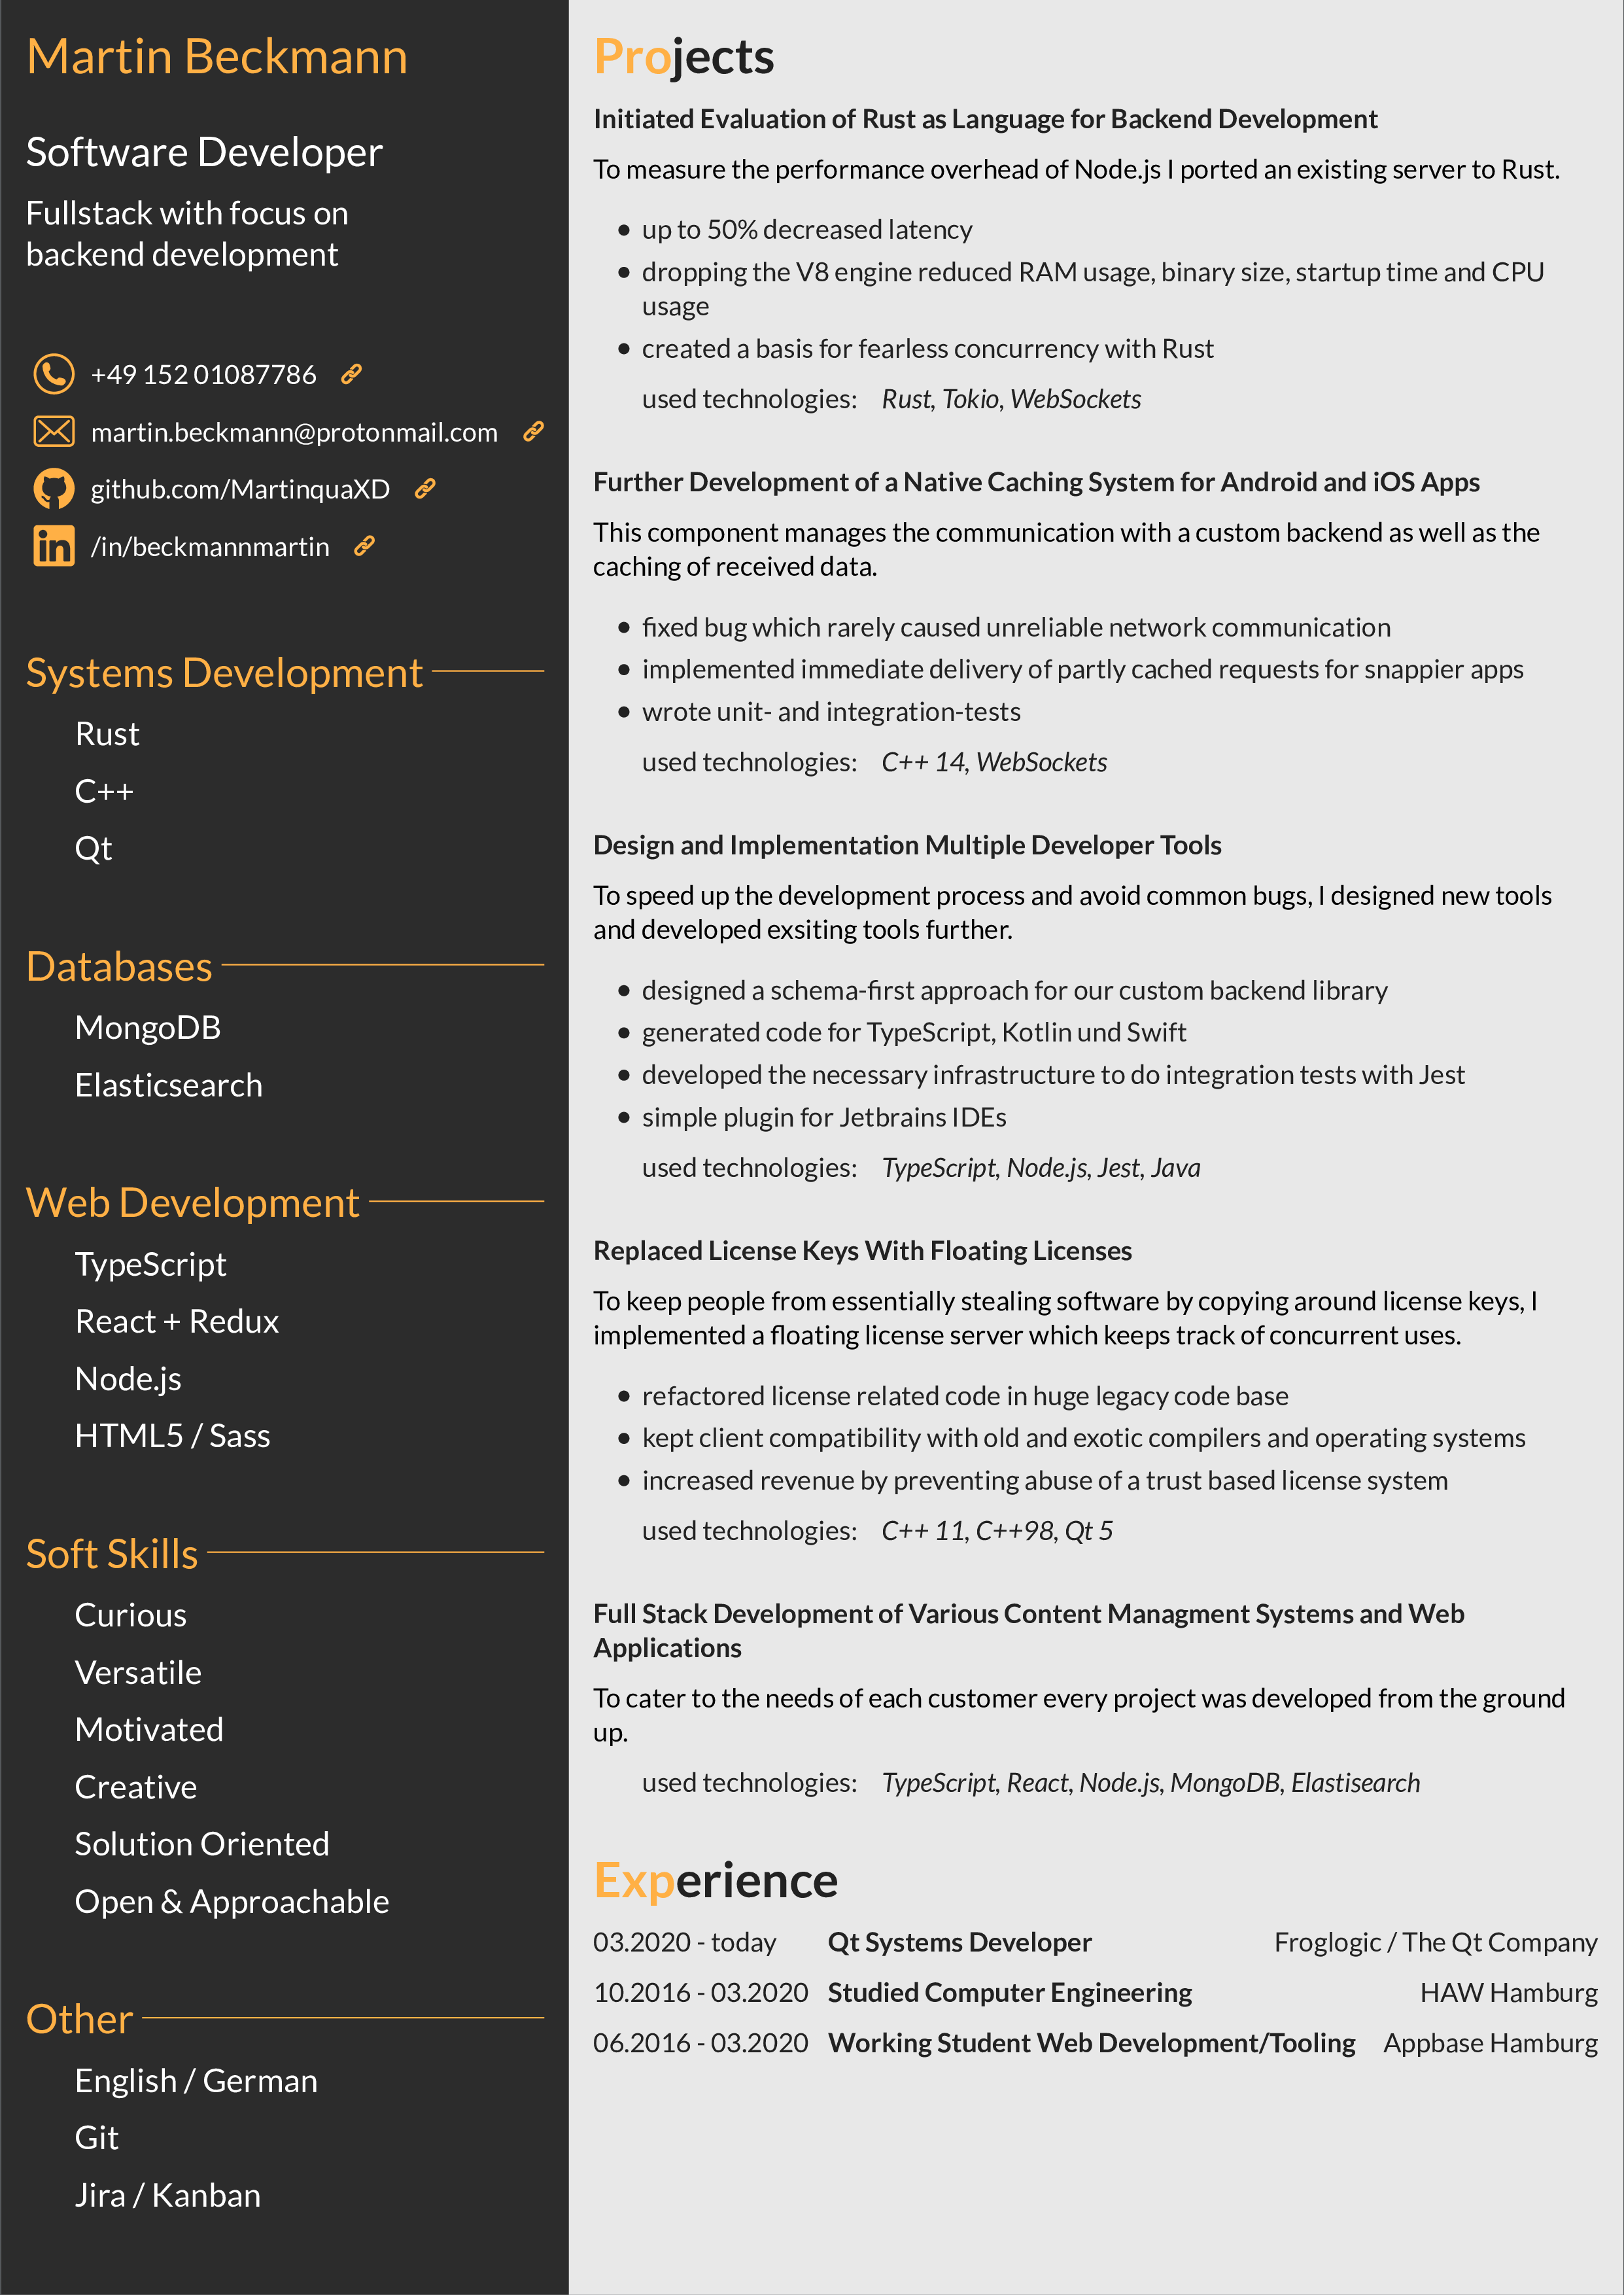 Martin Beckmann
Software Developer
Fullstack with focus on
backend development
+49 152 01087786
martin.beckmann@protonmail.com
github.com/MartinquaXD
/in/beckmannmartin
Systems Development
Rust
C++
Qt
Databases
MongoDB
Elasticsearch
Web Development
TypeScript
React + Redux
Node.js
HTML5 / Sass
Soft Skills
Curious
Versatile
Motivated
Creative
Solution Oriented
Open & Approachable
Other
English / German
Git
Jira / Kanban
Projects
Initiated Evaluation of Rust as Language for Backend Development
To measure the performance overhead of Node.js I ported an existing server to Rust.
• up to 50% decreased latency
• dropping the V8 engine reduced RAM usage, binary size, startup time and CPU
usage
• created a basis for fearless concurrency with Rust
used technologies: Rust, Tokio, WebSockets
Further Development of a Native Caching System for Android and iOS Apps
This component manages the communication with a custom backend as well as the
caching of received data.
• fixed bug which rarely caused unreliable network communication
• implemented immediate delivery of partly cached requests for snappier apps
• wrote unit- and integration-tests
used technologies: C++ 14, WebSockets
Design and Implementation Multiple Developer Tools
To speed up the development process and avoid common bugs, I designed new tools
and developed exsiting tools further.
• designed a schema-first approach for our custom backend library
• generated code for TypeScript, Kotlin und Swift
• developed the necessary infrastructure to do integration tests with Jest
• simple plugin for Jetbrains IDEs
used technologies: TypeScript, Node.js, Jest, Java
Replaced License Keys With Floating Licenses
To keep people from essentially stealing software by copying around license keys, I
implemented a floating license server which keeps track of concurrent uses.
• refactored license related code in huge legacy code base
• kept client compatibility with old and exotic compilers and operating systems
• increased revenue by preventing abuse of a trust based license system
used technologies: C++ 11, C++98, Qt 5
Full Stack Development of Various Content Managment Systems and Web
Applications
To cater to the needs of each customer every project was developed from the ground
up.
used technologies: TypeScript, React, Node.js, MongoDB, Elastisearch
Experience
03.2020 - today Qt Systems Developer Froglogic / The Qt Company
10.2016 - 03.2020 Studied Computer Engineering HAW Hamburg
06.2016 - 03.2020 Working Student Web Development/Tooling Appbase Hamburg